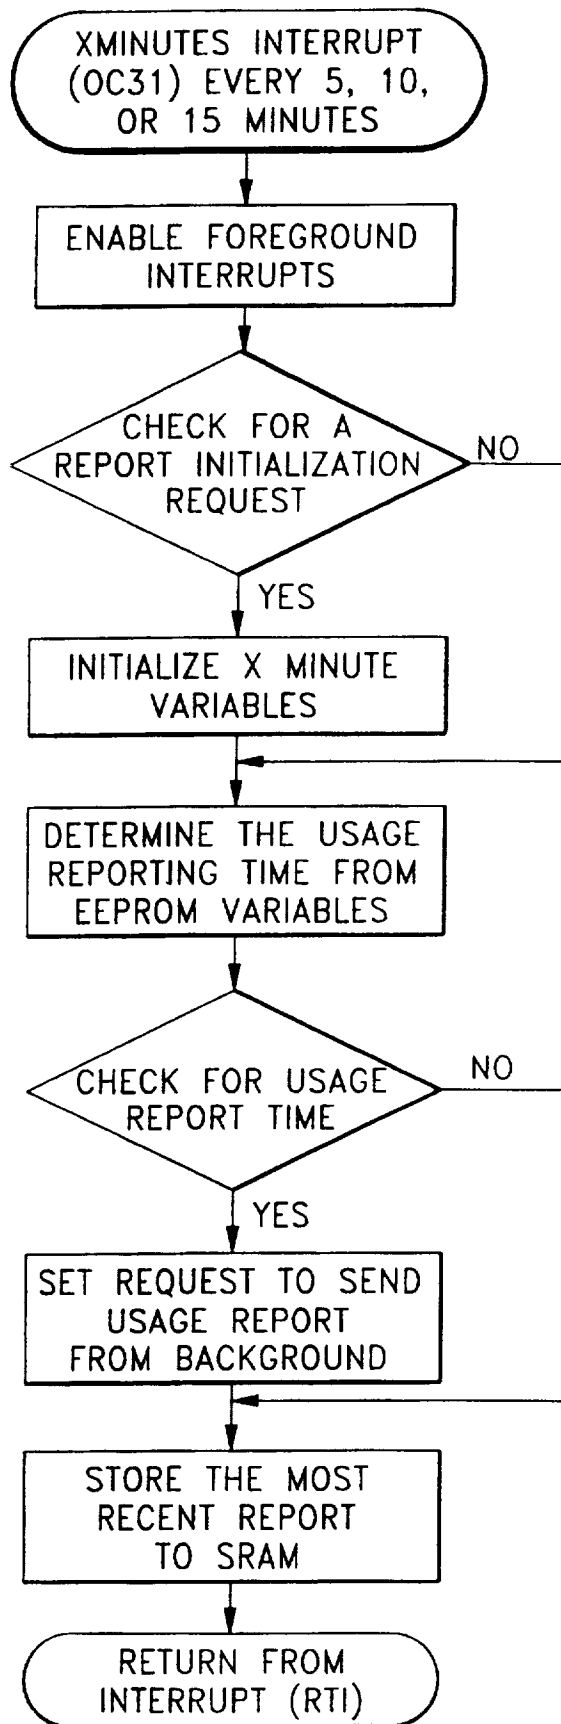 XMINUTES INTERRUPT
(OC31) EVERY 5, 10,
OR 15 MINUTES
ENABLE FOREGROUND
INTERRUPTS
CHECK FOR A
REPORT INITIALIZATION
REQUEST
NO
YES
INITIALIZE X MINUTE
VARIABLES
DETERMINE THE USAGE
REPORTING TIME FROM
EEPROM VARIABLES
CHECK FOR USAGE
REPORT TIME
NO
YES
SET REQUEST TO SEND
USAGE REPORT
FROM BACKGROUND
STORE THE MOST
RECENT REPORT
TO SRAM
RETURN FROM
INTERRUPT (RTI)